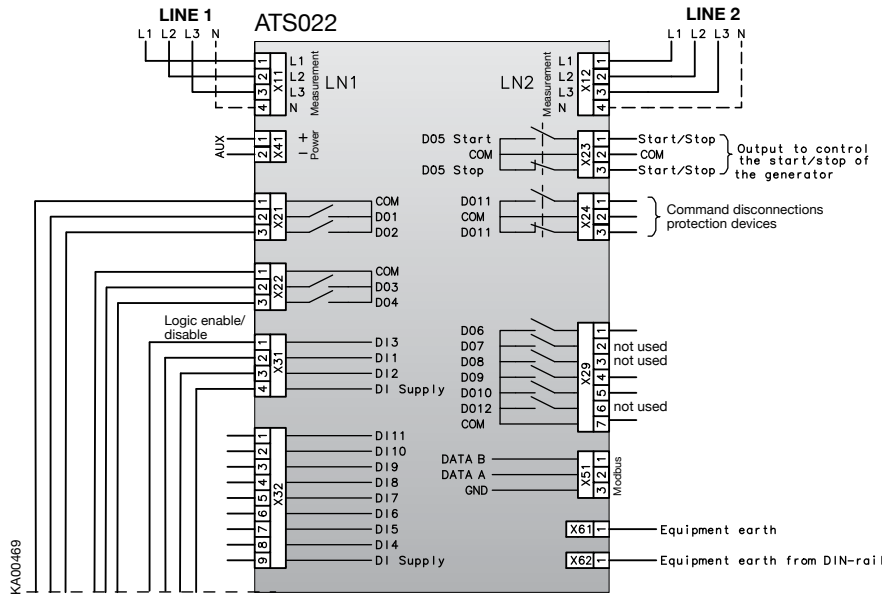 LINE 1
L1 L2 L3 N
ATS022
LINE 2
L1 L2 L3 N
1 2 3 4
X11
L1
L2
L3
N
Measurement
LN1
LN2
Measurement
L1
L2
L3
N
1 2 3 4
X12
AUX
1 2
X41
+
-
Power
D05 Start
COM
D05 Stop
1 2 3
X23
Start/Stop
COM
Start/Stop
Output to control
the start/stop of
the generator
1 2 3
X21
COM
D01
D02
D011
COM
D011
1 2 3
X24
Command disconnections
protection devices
1 2 3
X22
COM
D03
D04
Logic enable/
disable
1 2 3 4
X31
DI3
DI1
DI2
DI Supply
D06
D07
D08
D09
D010
D012
COM
1 2 3 4 5 6 7
X29
not used
not used
not used
1 2 3 4 5 6 7 8 9
X32
DI11
DI10
DI9
DI8
DI7
DI6
DI5
DI4
DI Supply
DATA B
DATA A
GND
1 2 3
X51
Modbus
X61 1
Equipment earth
X62 1
Equipment earth from DIN-rail
KA00469